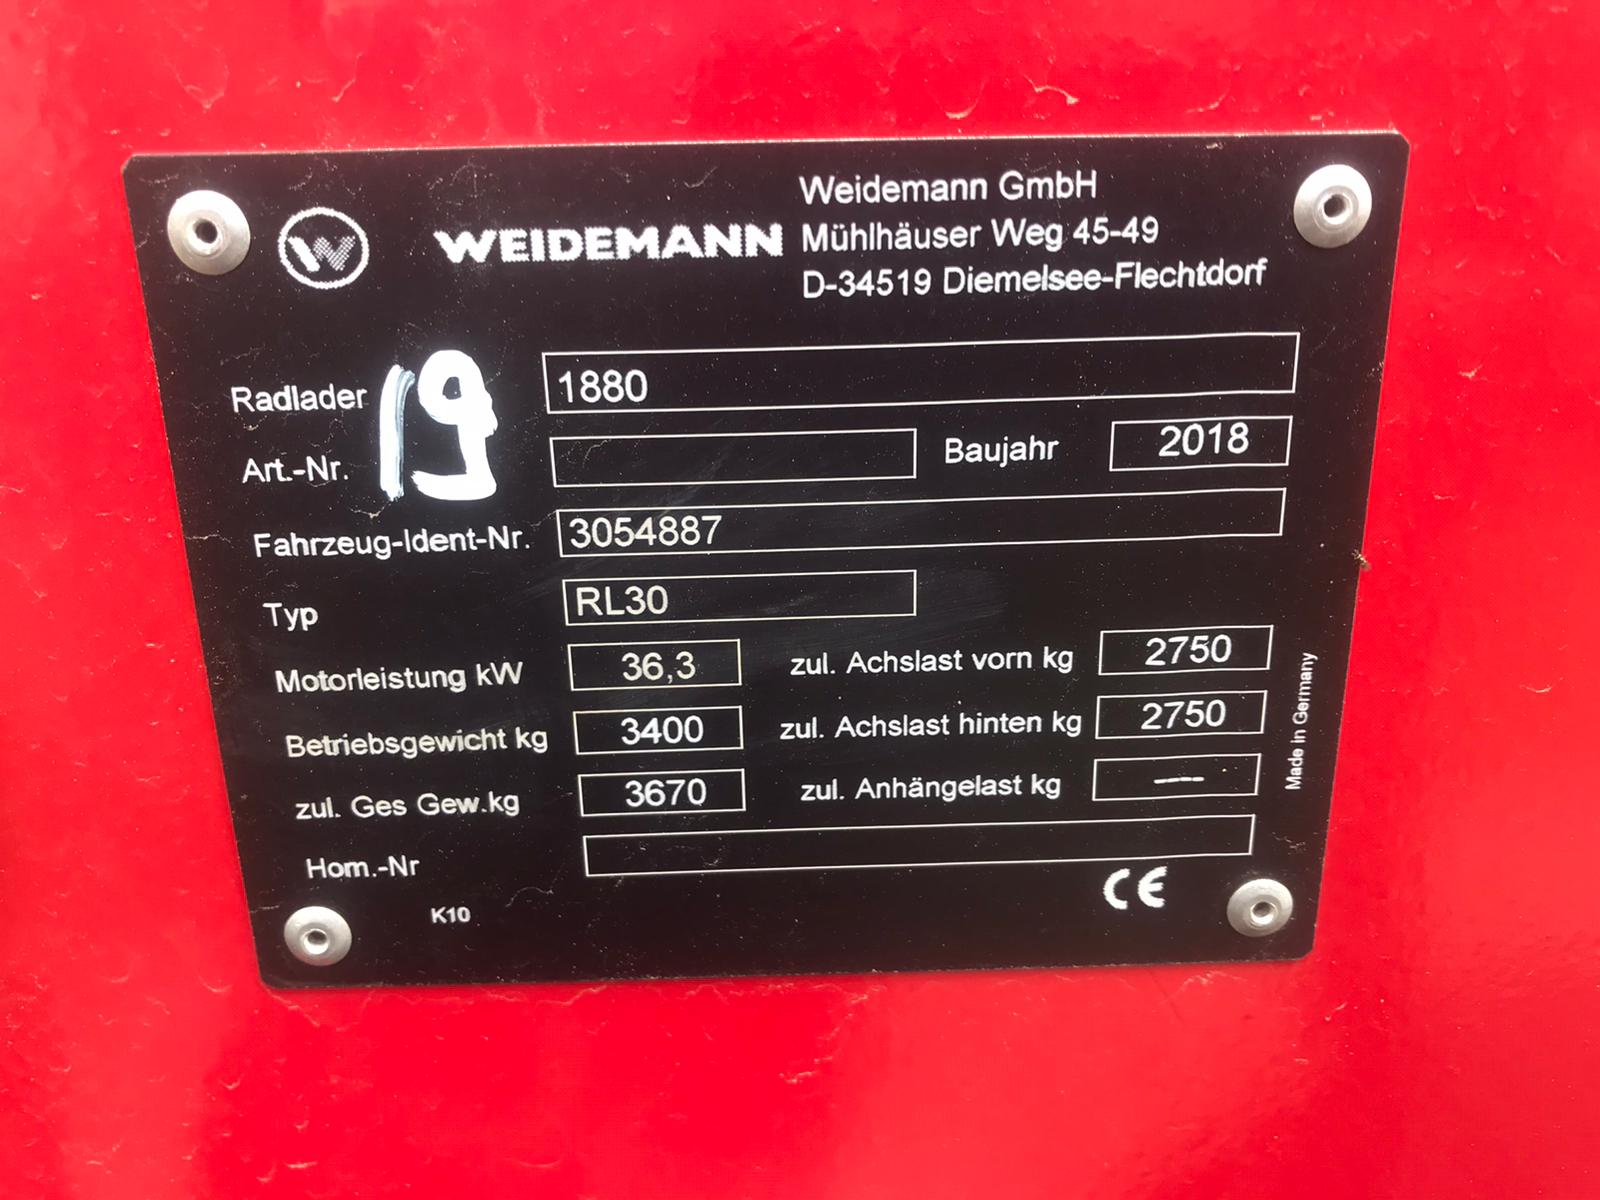 W WEIDEMANN
Weidemann GmbH
Mühlhäuser Weg 45-49
D-34519 Diemelsee-Flechtdorf
Radlader 1880
19
Art.-Nr. Baujahr 2018
Fahrzeug-Ident-Nr. 3054887
Typ RL30
Motorleistung kW 36,3 zul. Achslast vorn kg 2750
Betriebsgewicht kg 3400 zul. Achslast hinten kg 2750
zul. Ges Gew.kg 3670 zul. Anhängelast kg ----
Hom.-Nr
K10 CE
Made in Germany